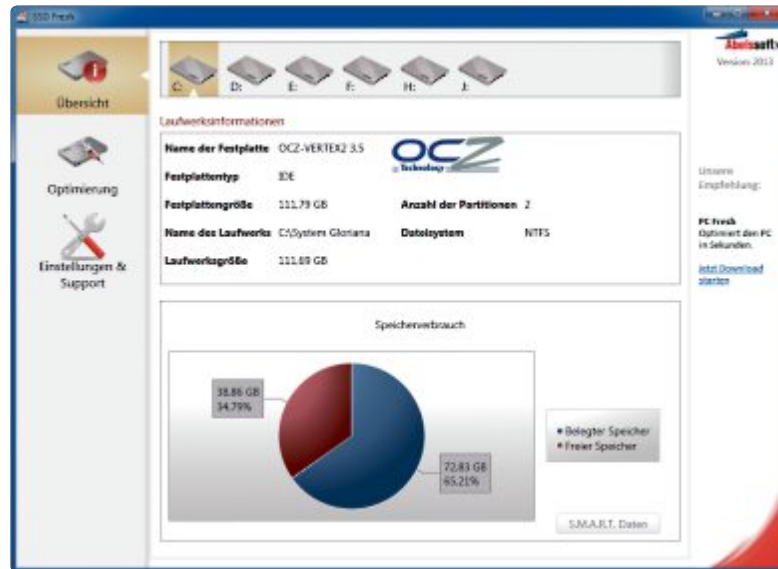 SSD Fresh
Abelssoft
Version 2013
Übersicht
Optimierung
Einstellungen &
Support
C: D: E: F: H: J:
Laufwerksinformationen
Name der Festplatte OCZ-VERTEX2 3.5
OCZ
Technology
Festplattentyp IDE
Festplattengröße 111,79 GB Anzahl der Partitionen 2
Name des Laufwerks C:\System Gloriana Dateisystem NTFS
Laufwerksgröße 111,69 GB
Speicherverbrauch
38.86 GB
34.79%
72.83 GB
65.21%
Belegter Speicher
Freier Speicher
S.M.A.R.T. Daten
Unsere
Empfehlung:
PC Fresh
Optimiert den PC
in Sekunden.
Jetzt Download
starten